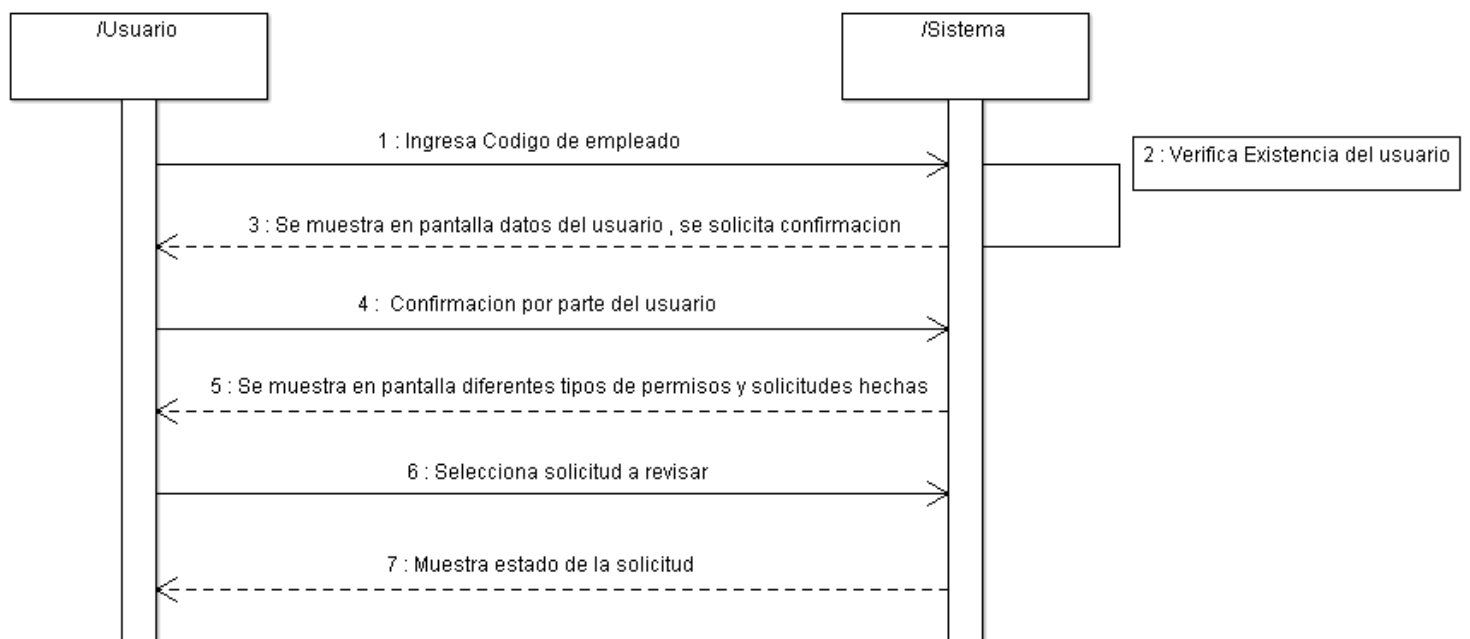 /Usuario
/Sistema
1 : Ingresa Codigo de empleado
2 : Verifica Existencia del usuario
3 : Se muestra en pantalla datos del usuario , se solicita confirmacion
4 :  Confirmacion por parte del usuario
5 : Se muestra en pantalla diferentes tipos de permisos y solicitudes hechas
6 : Selecciona solicitud a revisar
7 : Muestra estado de la solicitud